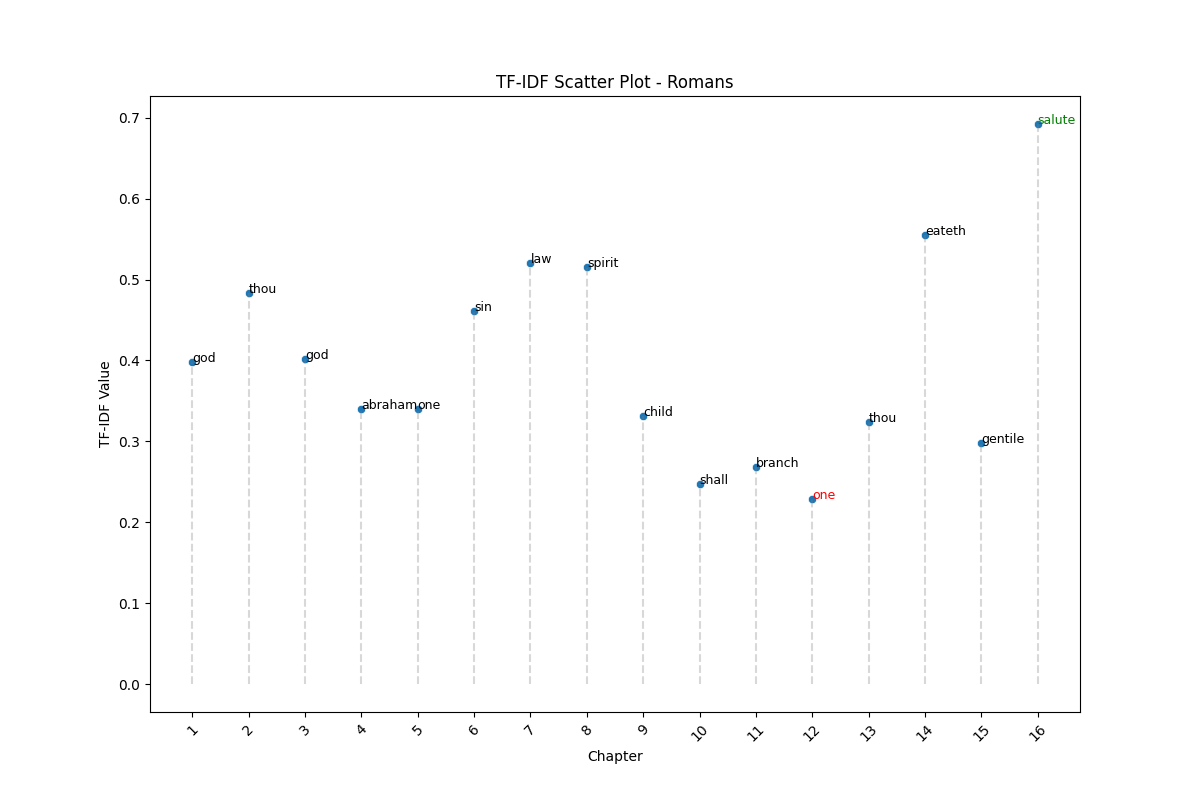 TF-IDF Scatter Plot - Romans
0.7
salute
0.6
eateth
law
spirit
0.5
thou
sin
0.4
god
god
TF-IDF Value
abraham
one
child
thou
0.3
gentile
branch
shall
one
0.2
0.1
0.0
1 2 3 4 5 6 7 8 9 10 11 12 13 14 15 16
Chapter